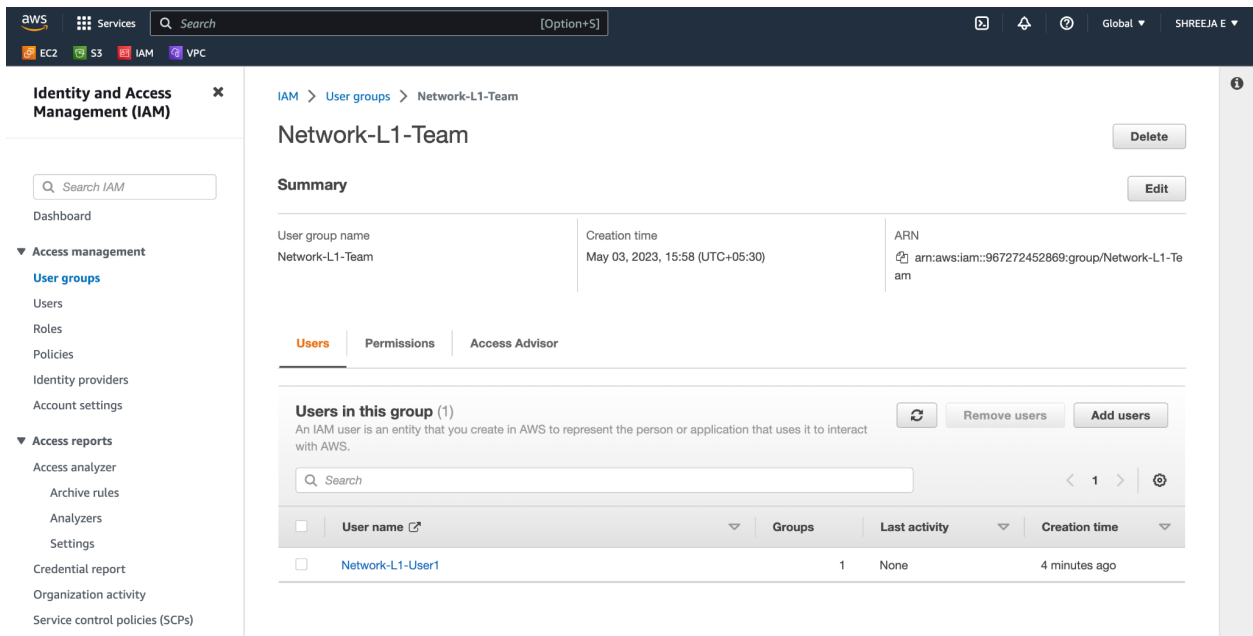 aws Services Search [Option+S] Global SHREEJA E
EC2 S3 IAM VPC
Identity and Access
Management (IAM)
Search IAM
Dashboard
Access management
User groups
Users
Roles
Policies
Identity providers
Account settings
Access reports
Access analyzer
Archive rules
Analyzers
Settings
Credential report
Organization activity
Service control policies (SCPs)
IAM > User groups > Network-L1-Team
Network-L1-Team
Delete
Summary
Edit
User group name
Network-L1-Team
Creation time
May 03, 2023, 15:58 (UTC+05:30)
ARN
arn:aws:iam::967272452869:group/Network-L1-Te
am
Users Permissions Access Advisor
Users in this group (1)
An IAM user is an entity that you create in AWS to represent the person or application that uses it to interact
with AWS.
Remove users Add users
Search
1
User name Groups Last activity Creation time
Network-L1-User1 1 None 4 minutes ago